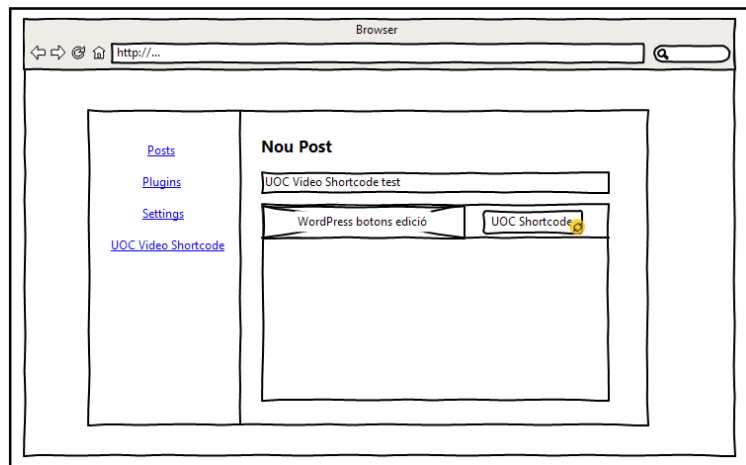 Browser
http://...
Posts
Plugins
Settings
UOC Video Shortcode
Nou Post
UOC Video Shortcode test
WordPress botons edició
UOC Shortcode